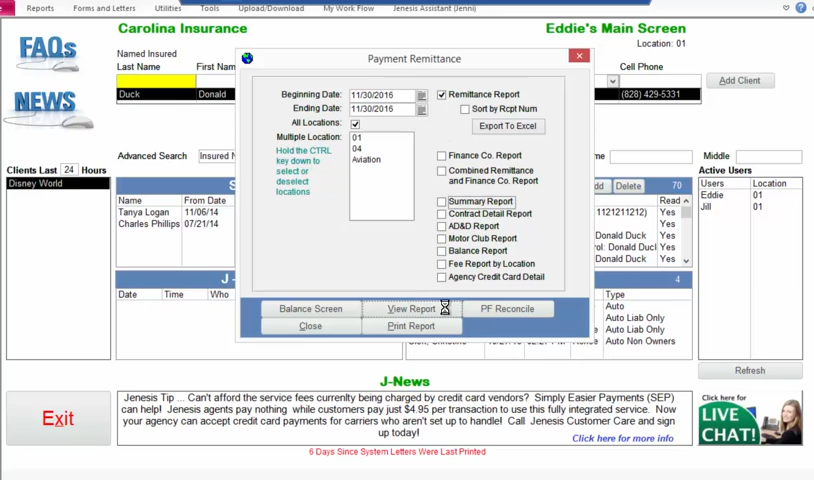 Reports Forms and Letters Utilities Tools Upload/Download My Work Flow Jenesis Assistant (Jenni)
Carolina Insurance
Eddie's Main Screen
Location: 01
FAQs
NEWS
Named Insured
Last Name First Nam
Cell Phone
Duck Donald
(828) 429-5331
Add Client
Payment Remittance
Beginning Date: 11/30/2016
Ending Date: 11/30/2016
All Locations:
Multiple Location: 01
04
Aviation
Hold the CTRL
key down to
select or
deselect
locations
Remittance Report
Sort by Rcpt Num
Export To Excel
Finance Co. Report
Combined Remittance
and Finance Co. Report
Summary Report
Contract Detail Report
AD&D Report
Motor Club Report
Balance Report
Fee Report by Location
Agency Credit Card Detail
Balance Screen View Report PF Reconcile
Close Print Report
Advanced Search Insured N
me Middle
Clients Last 24 Hours
Disney World
S
Name From Date
Tanya Logan 11/06/14
Charles Phillips 07/21/14
dd Delete 70
Read
1121211212) Yes
Yes
onald Duck Yes
rol: Donald Ducl Yes
onald Duck Yes
Active Users
Users Location
Eddie 01
Jill 01
Refresh
J-
Date Time Who
4
Type
Auto
Auto Liab Only
Auto Liab Only
Auto Non Owners
Exit
J-News
Jenesis Tip ... Can't afford the service fees currenlty being charged by credit card vendors? Simply Easier Payments (SEP)
can help! Jenesis agents pay nothing while customers pay just $4.95 per transaction to use this fully integrated service. Now
your agency can accept credit card payments for carriers who aren't set up to handle! Call Jenesis Customer Care and sign
up today!
Click here for more info
6 Days Since System Letters Were Last Printed
Click here for
LIVE
CHAT!